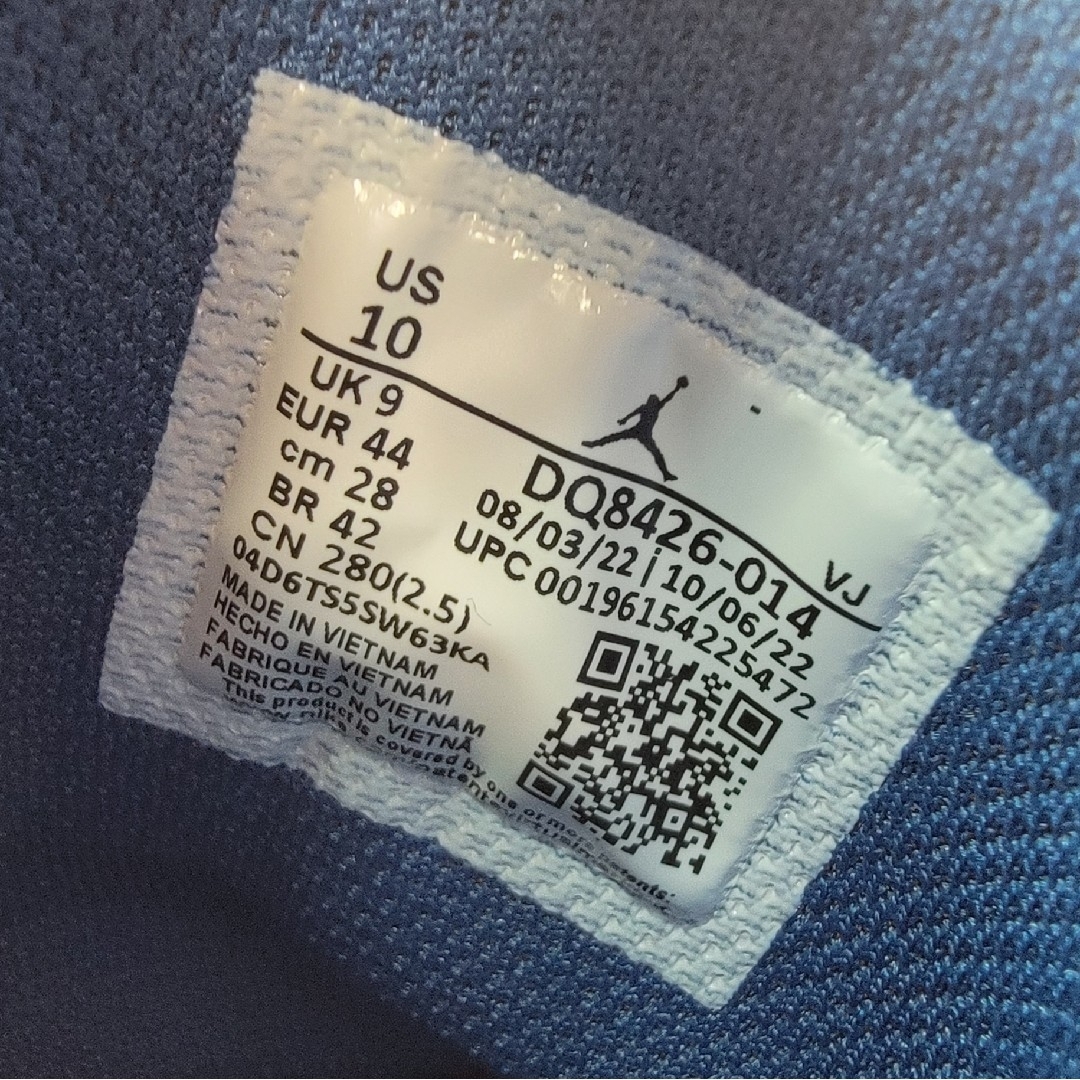 US
10
UK 9
EUR 44
cm 28
BR 42
CN 280(2.5)
04D6TS5SW63KA
MADE IN VIETNAM
HECHO EN VIETNAM
FABRIQUE AU VIETNAM
FABRICADO NO VIETNÃ
This product is covered by one or more
VJ
DQ8426-014
08/03/22 | 10/06/22
UPC 00196154225472